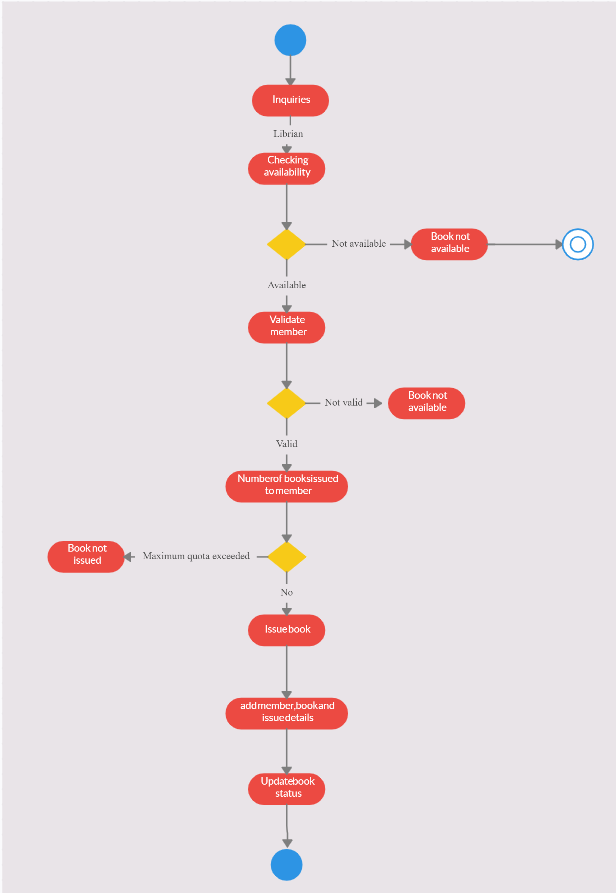 Inquiries
Librian
Checking
availability
Not available
Book not
available
Available
Validate
member
Not valid
Book not
available
Valid
Numberof booksissued
to member
Maximum quota exceeded
Book not
issued
No
Issuebook
addmember,bookand
issuedetails
Updatebook
status